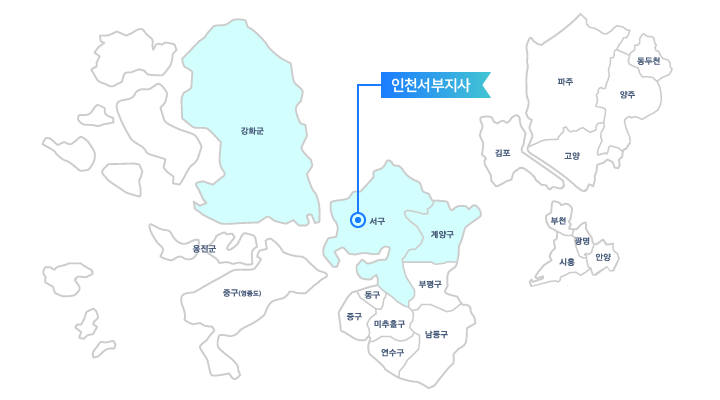 인천서부지사
강화군
서구
계양구
옹진군
중구(영종도)
부평구
동구
중구
미추홀구
남동구
연수구
파주
동두천
양주
김포
고양
부천
광명
시흥
안양